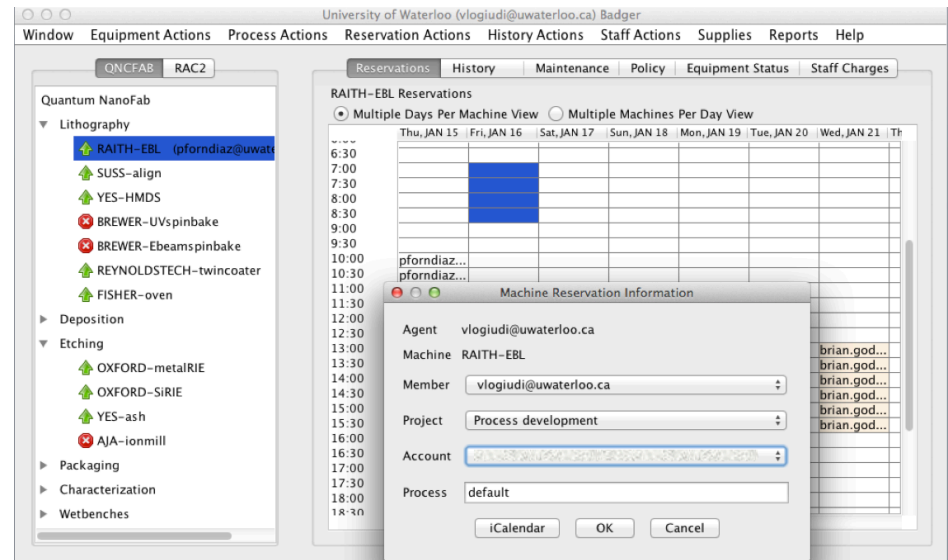 University of Waterloo (vlogiudi@uwaterloo.ca) Badger
Window Equipment Actions Process Actions Reservation Actions History Actions Staff Actions Supplies Reports Help
QNCFAB RAC2
Quantum NanoFab
Lithography
RAITH-EBL (pforndiaz@uwate
SUSS-align
YES-HMDS
BREWER-UVspinbake
BREWER-Ebeamspinbake
REYNOLDSTECH-twincoater
FISHER-oven
Deposition
Etching
OXFORD-metalRIE
OXFORD-SiRIE
YES-ash
AJA-ionmill
Packaging
Characterization
Wetbenches
Reservations History Maintenance Policy Equipment Status Staff Charges
RAITH-EBL Reservations
Multiple Days Per Machine View Multiple Machines Per Day View
Thu, JAN 15 Fri, JAN 16 Sat, JAN 17 Sun, JAN 18 Mon, JAN 19 Tue, JAN 20 Wed, JAN 21 Th
6:30
7:00
7:30
8:00
8:30
9:00
9:30
10:00 pforndiaz...
10:30 pforndiaz...
11:00
11:30
12:00
12:30
13:00 brian.god...
13:30 brian.god...
14:00 brian.god...
14:30 brian.god...
15:00 brian.god...
15:30 brian.god...
16:00
16:30
17:00
17:30
18:00
18:30
Machine Reservation Information
Agent vlogiudi@uwaterloo.ca
Machine RAITH-EBL
Member vlogiudi@uwaterloo.ca
Project Process development
Account
Process default
iCalendar OK Cancel